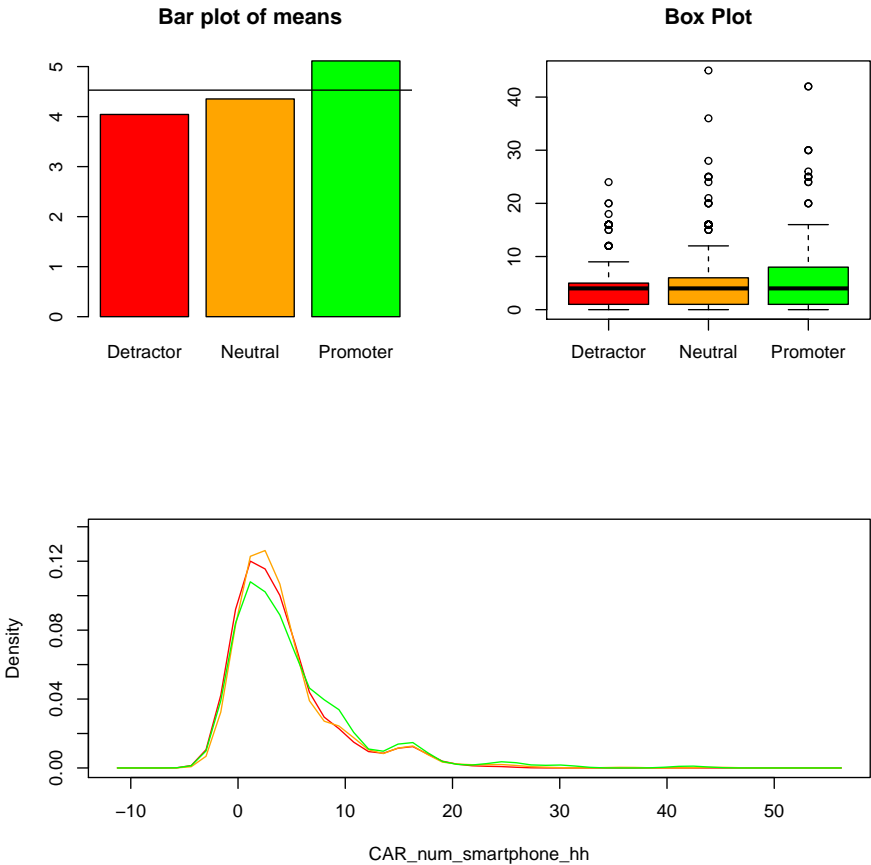 Bar plot of means
0
1
2
3
4
5
Detractor
Neutral
Promoter
Box Plot
0
10
20
30
40
Detractor
Neutral
Promoter
Density
0.00
0.04
0.08
0.12
−10
0
10
20
30
40
50
CAR_num_smartphone_hh